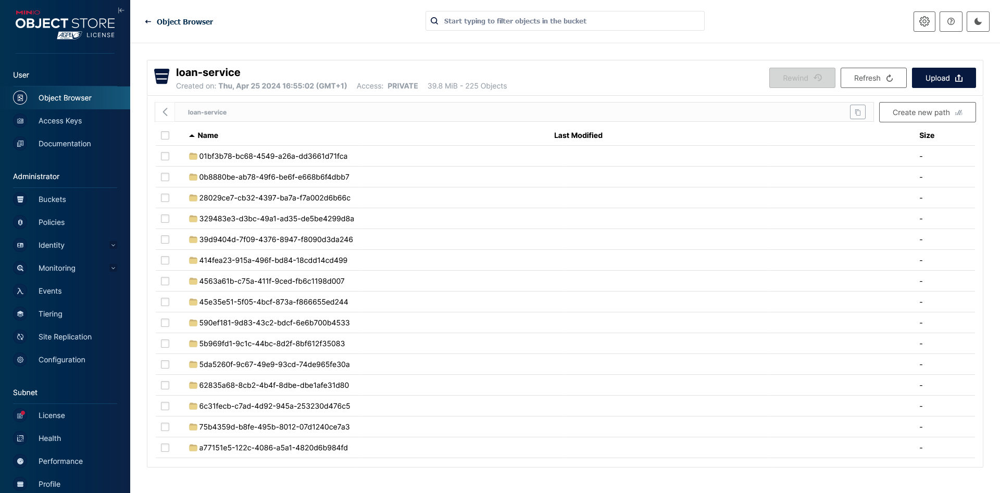 MINIO
OBJECT STORE
AGPLv3 LICENSE
User
Object Browser
Access Keys
Documentation
Administrator
Buckets
Policies
Identity
Monitoring
Events
Tiering
Site Replication
Configuration
Subnet
License
Health
Performance
Profile
Object Browser
Start typing to filter objects in the bucket
loan-service
Created on: Thu, Apr 25 2024 16:55:02 (GMT+1) Access: PRIVATE 39.8 MiB - 225 Objects
Rewind
Refresh
Upload
loan-service
Create new path
Name Last Modified Size
01bf3b78-bc68-4549-a26a-dd3661d71fca -
0b8880be-ab78-49f6-be6f-e668b6f4dbb7 -
28029ce7-cb32-4397-ba7a-f7a002d6b66c -
329483e3-d3bc-49a1-ad35-de5be4299d8a -
39d9404d-7f09-4376-8947-f8090d3da246 -
414fea23-915a-496f-bd84-18cdd14cd499 -
4563a61b-c75a-411f-9ced-fb6c1198d007 -
45e35e51-5f05-4bcf-873a-f866655ed244 -
590ef181-9d83-43c2-bdcf-6e6b700b4533 -
5b969fd1-9c1c-44bc-8d2f-8bf612f35083 -
5da5260f-9c67-49e9-93cd-74de965fe30a -
62835a68-8cb2-4b4f-8dbe-dbe1afe31d80 -
6c31fecb-c7ad-4d92-945a-253230d476c5 -
75b4359d-b8fe-495b-8012-07d1240ce7a3 -
a77151e5-122c-4086-a5a1-4820d6b984fd -